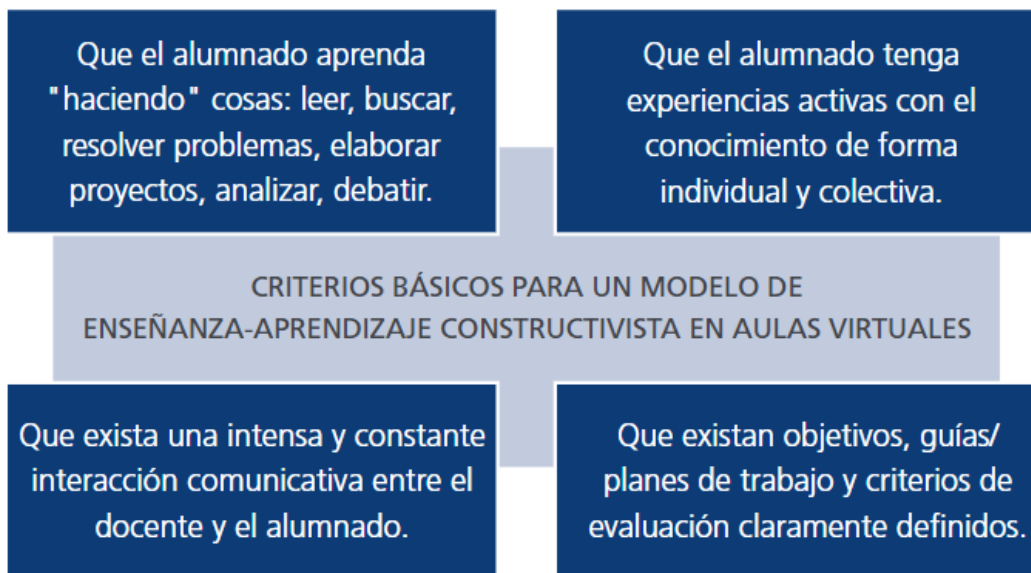 Que el alumnado aprenda
"haciendo" cosas: leer, buscar,
resolver problemas, elaborar
proyectos, analizar, debatir.
Que el alumnado tenga
experiencias activas con el
conocimiento de forma
individual y colectiva.
CRITERIOS BÁSICOS PARA UN MODELO DE
ENSEÑANZA-APRENDIZAJE CONSTRUCTIVISTA EN AULAS VIRTUALES
Que exista una intensa y constante
interacción comunicativa entre el
docente y el alumnado.
Que existan objetivos, guías/
planes de trabajo y criterios de
evaluación claramente definidos.